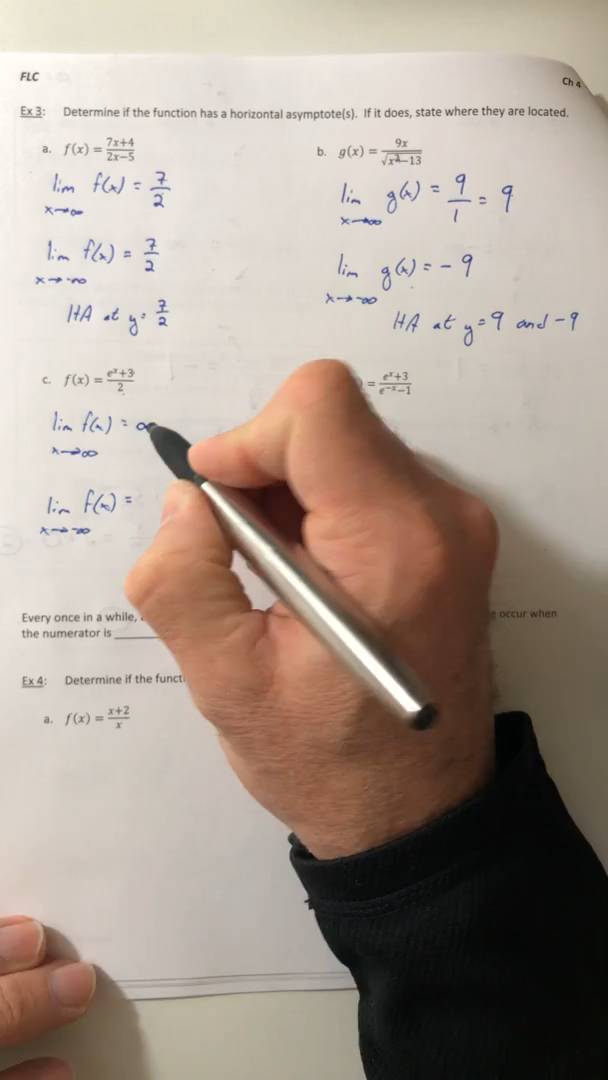 FLC
Ch 4
Ex 3: Determine if the function has a horizontal asymptote(s). If it does, state where they are located.
a. f(x) = (7x+4)/(2x−5)
lim f(x) = 7/2
x→∞
lim f(x) = 7/2
x→-∞
HA at y = 7/2
b. g(x) = 9x/√(x²−13)
lim g(x) = 9/1 = 9
x→∞
lim g(x) = -9
x→-∞
HA at y=9 and -9
c. f(x) = (eˣ+3)/2
lim f(x) = ∞
x→∞
lim f(x) =
x→-∞
) = (eˣ+3)/(e⁻ˣ−1)
Every once in a while,
e occur when
the numerator is ______
Ex 4: Determine if the functi
a. f(x) = (x+2)/x